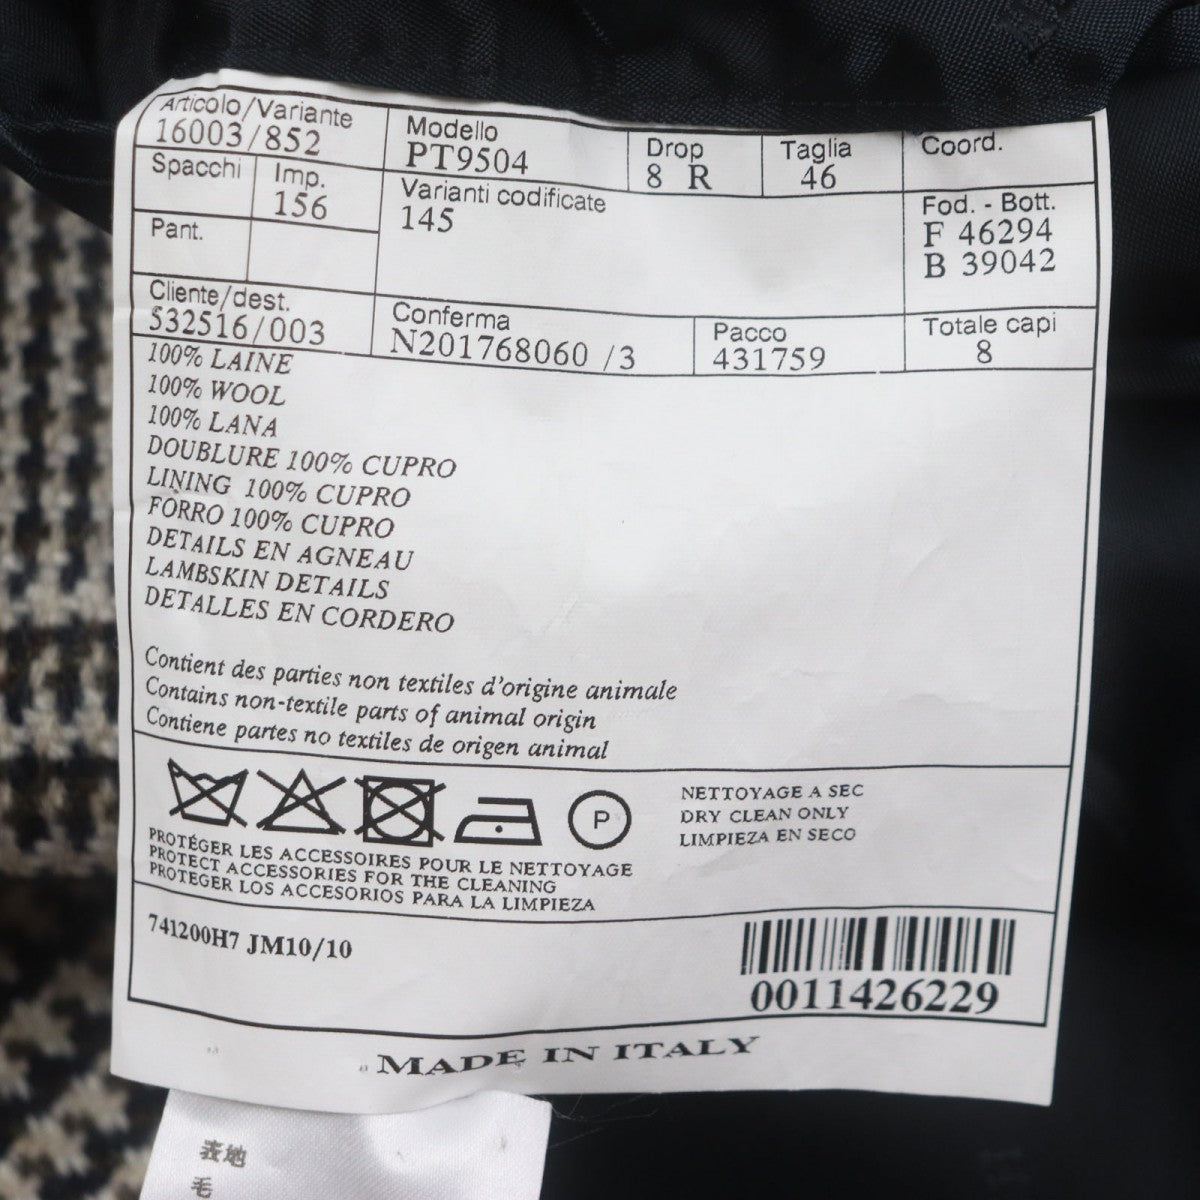 Articolo/Variante
16003/852
Modello
PT9504
Drop
8 R
Taglia
46
Coord.
Spacchi
Imp.
156
Varianti codificate
145
Fod. - Bott.
F 46294
B 39042
Pant.
Cliente/dest.
532516/003
Conferma
N201768060 /3
Pacco
431759
Totale capi
8
100% LAINE
100% WOOL
100% LANA
DOUBLURE 100% CUPRO
LINING 100% CUPRO
FORRO 100% CUPRO
DETAILS EN AGNEAU
LAMBSKIN DETAILS
DETALLES EN CORDERO
Contient des parties non textiles d'origine animale
Contains non-textile parts of animal origin
Contiene partes no textiles de origen animal
P
NETTOYAGE A SEC
DRY CLEAN ONLY
LIMPIEZA EN SECO
PROTÉGER LES ACCESSOIRES POUR LE NETTOYAGE
PROTECT ACCESSORIES FOR THE CLEANING
PROTEGER LOS ACCESORIOS PARA LA LIMPIEZA
741200H7 JM10/10
0011426229
MADE IN ITALY
表地
毛